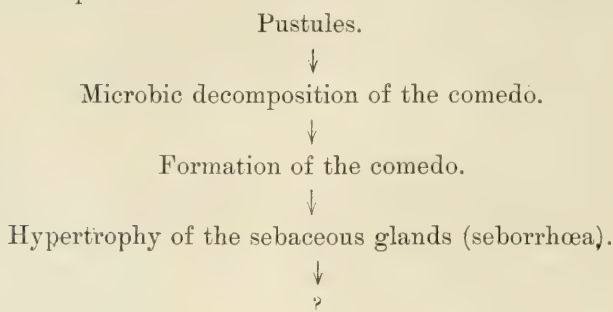 Pustules.
↓
Microbic decomposition of the comedo.
↓
Formation of the comedo.
↓
Hypertrophy of the sebaceous glands (seborrhœa).
↓
?